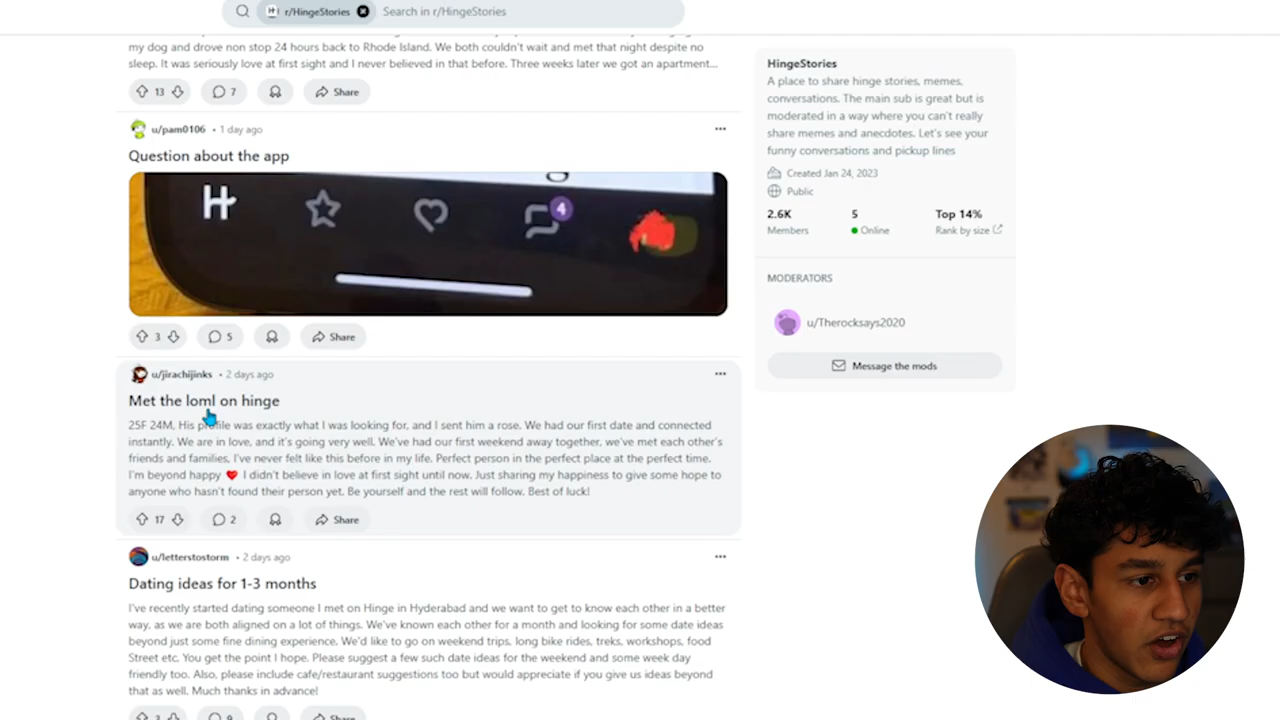 r/HingeStories
Search in r/HingeStories
my dog and drove non stop 24 hours back to Rhode Island. We both couldn't wait and met that night despite no
sleep. It was seriously love at first sight and I never believed in that before. Three weeks later we got an apartment...
13
7
Share
u/pam0106 • 1 day ago
Question about the app
4
3
5
Share
u/jirachijinks • 2 days ago
Met the loml on hinge
25F 24M, His profile was exactly what I was looking for, and I sent him a rose. We had our first date and connected
instantly. We are in love, and it's going very well. We've had our first weekend away together, we've met each other's
friends and families, I've never felt like this before in my life. Perfect person in the perfect place at the perfect time.
I'm beyond happy ❤️ I didn't believe in love at first sight until now. Just sharing my happiness to give some hope to
anyone who hasn't found their person yet. Be yourself and the rest will follow. Best of luck!
17
2
Share
u/letterstostorm • 2 days ago
Dating ideas for 1-3 months
I've recently started dating someone I met on Hinge in Hyderabad and we want to get to know each other in a better
way, as we are both aligned on a lot of things. We've known each other for a month and looking for some date ideas
beyond just some fine dining experience. We'd like to go on weekend trips, long bike rides, treks, workshops, food
Street etc. You get the point I hope. Please suggest a few such date ideas for the weekend and some week day
friendly too. Also, please include cafe/restaurant suggestions too but would appreciate if you give us ideas beyond
that as well. Much thanks in advance!
Share
HingeStories
A place to share hinge stories, memes,
conversations. The main sub is great but is
moderated in a way where you can't really
share memes and anecdotes. Let's see your
funny conversations and pickup lines
Created Jan 24, 2023
Public
2.6K 5 Top 14%
Members Online Rank by size
MODERATORS
u/Therocksays2020
Message the mods